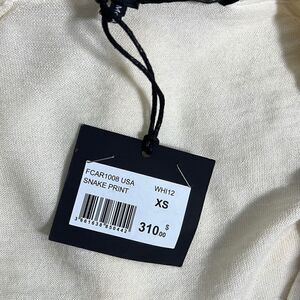 FCAR1008 USA WHI12
SNAKE PRINT XS
310.00 $